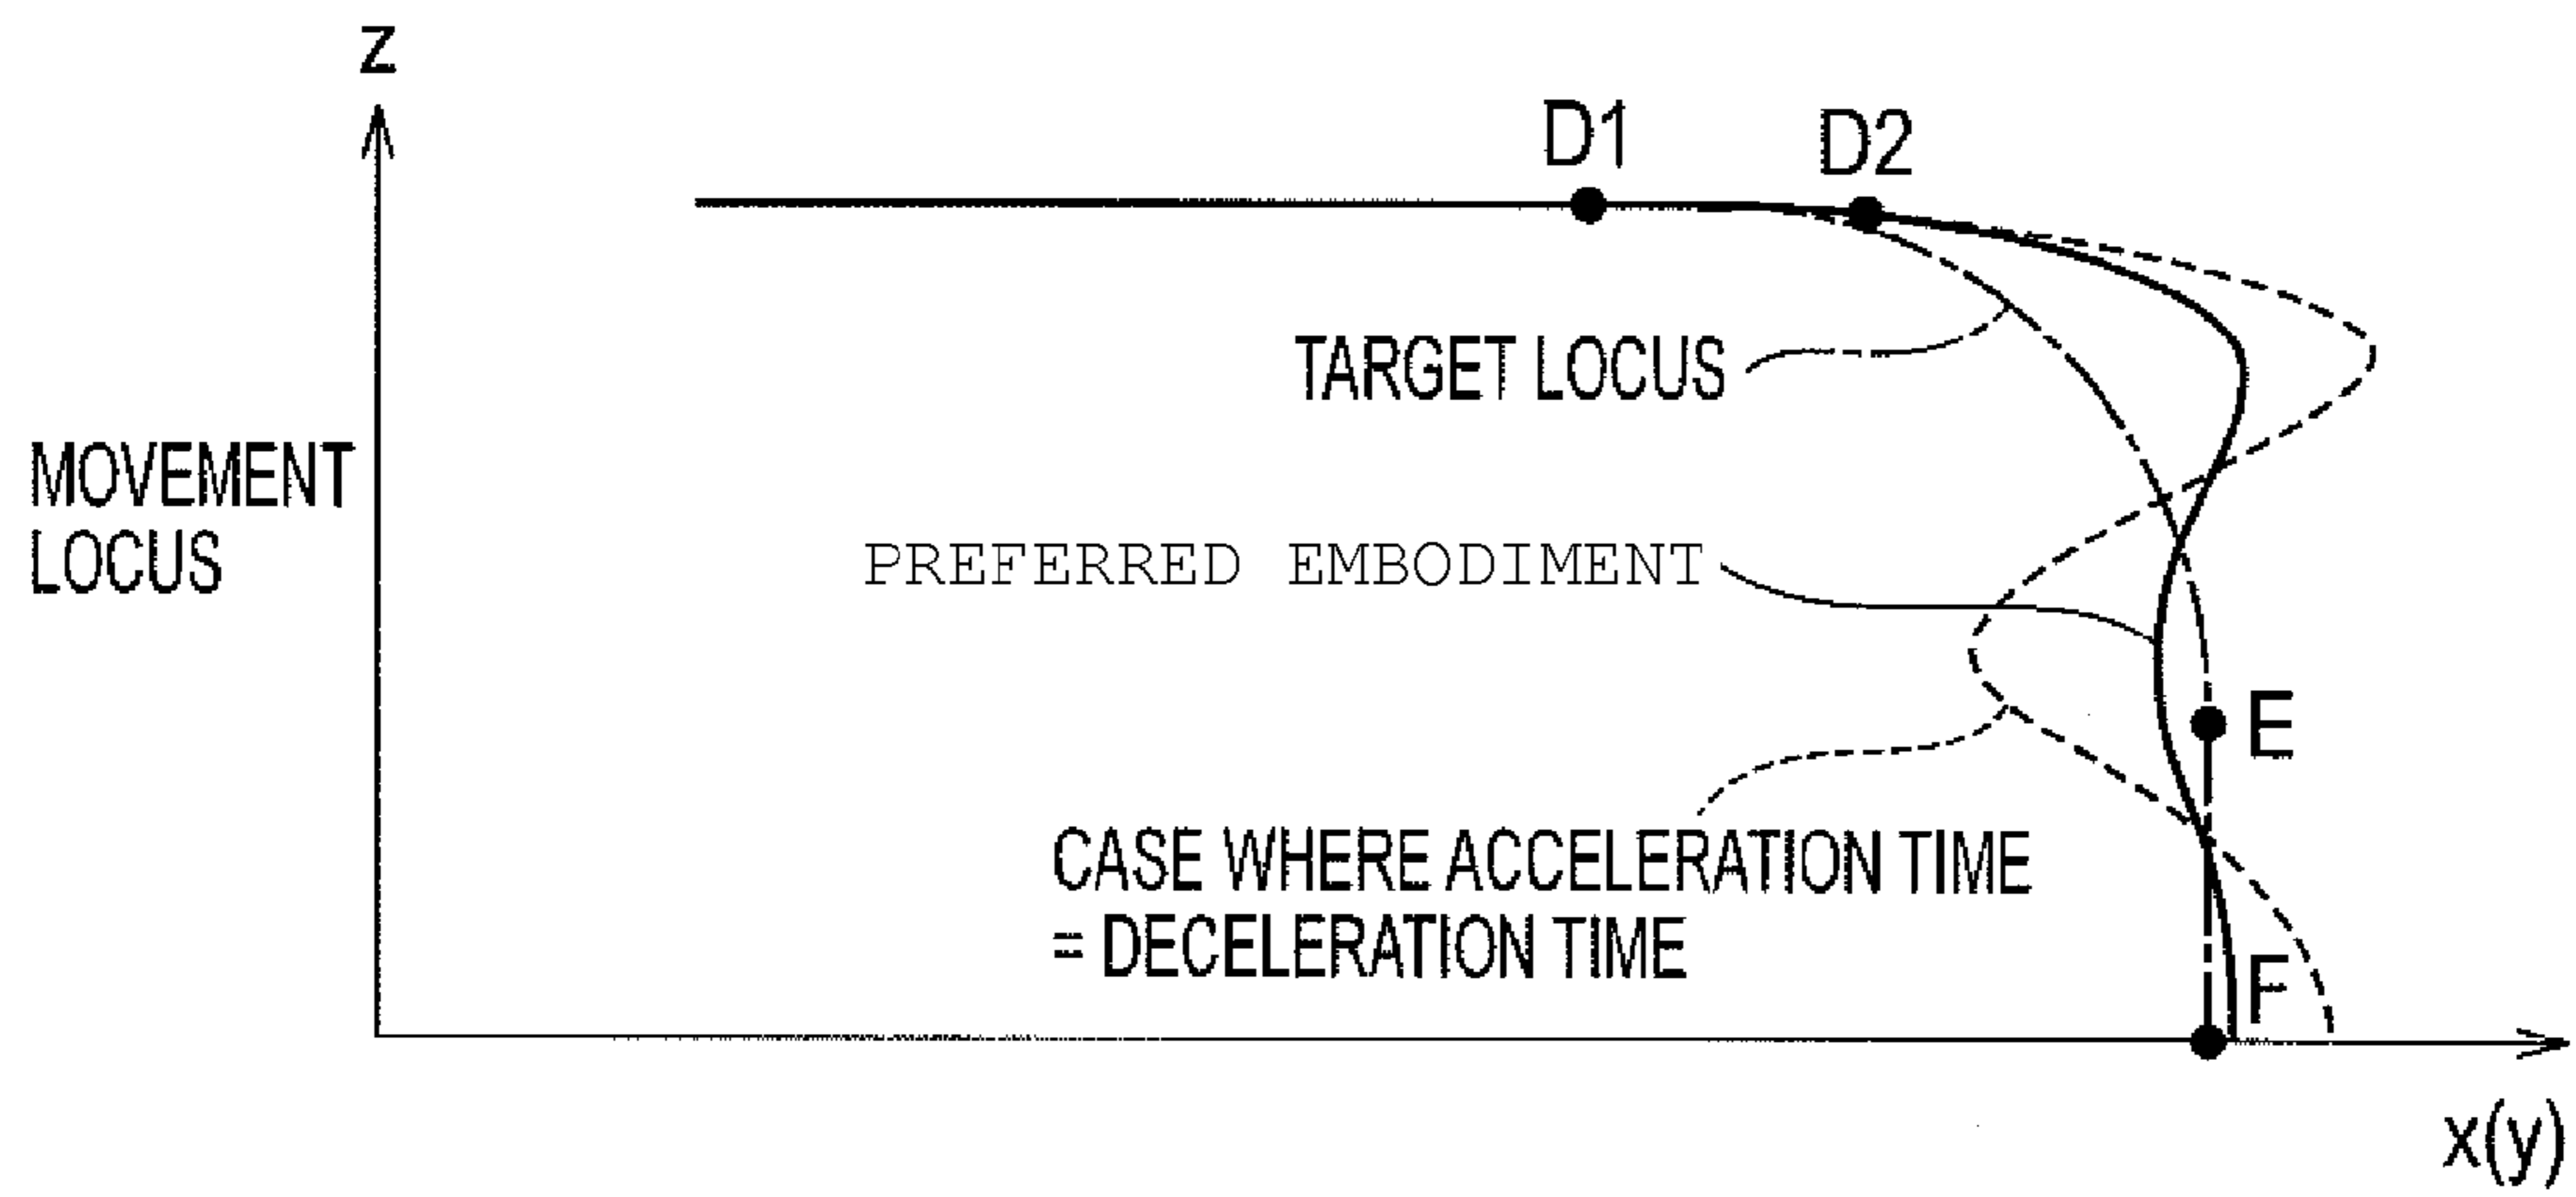 z
D1
D2
TARGET LOCUS
MOVEMENT
LOCUS
PREFERRED EMBODIMENT
E
CASE WHERE ACCELERATION TIME
= DECELERATION TIME
F
x(y)